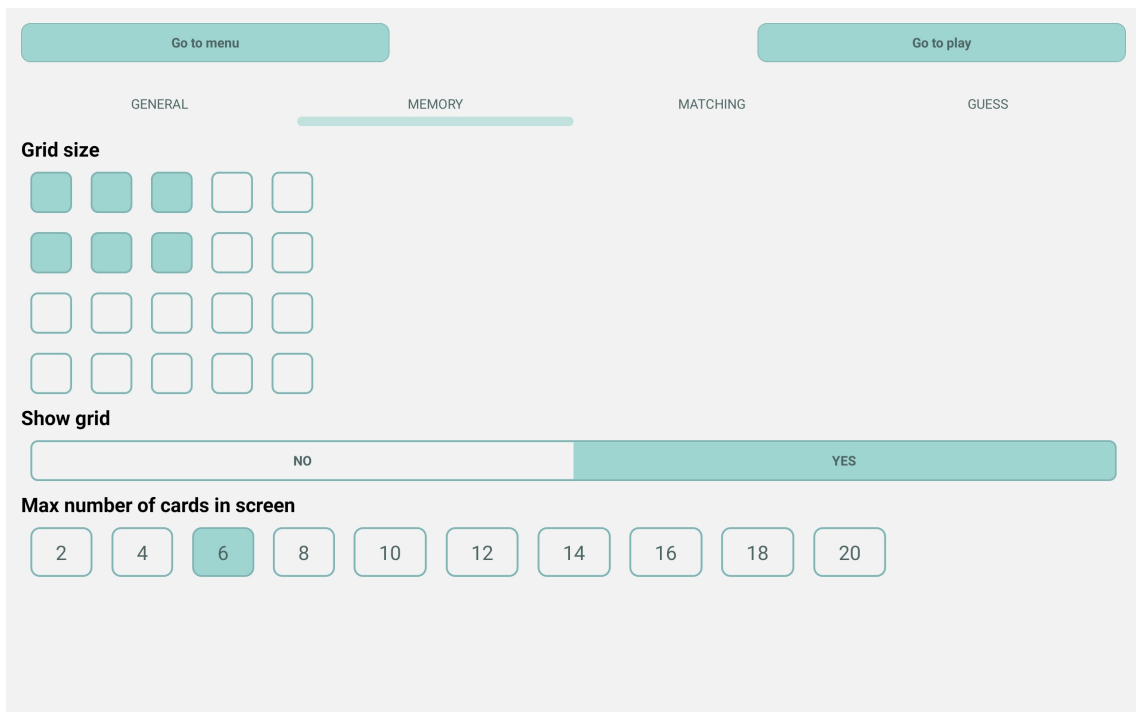 Go to menu
Go to play
GENERAL
MEMORY
MATCHING
GUESS
Grid size
Show grid
NO
YES
Max number of cards in screen
2 4 6 8 10 12 14 16 18 20